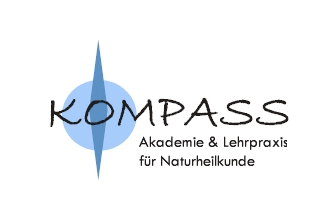 KOMPASS
Akademie & Lehrpraxis
für Naturheilkunde